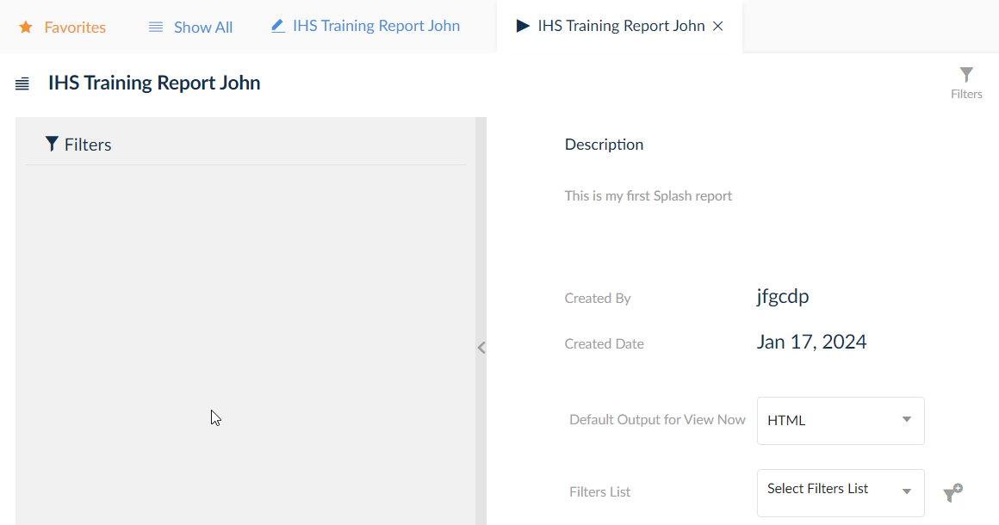 Favorites
Show All
IHS Training Report John
IHS Training Report John
IHS Training Report John
Filters
Filters
Description
This is my first Splash report
Created By
jfgcdp
Created Date
Jan 17, 2024
Default Output for View Now
HTML
Filters List
Select Filters List